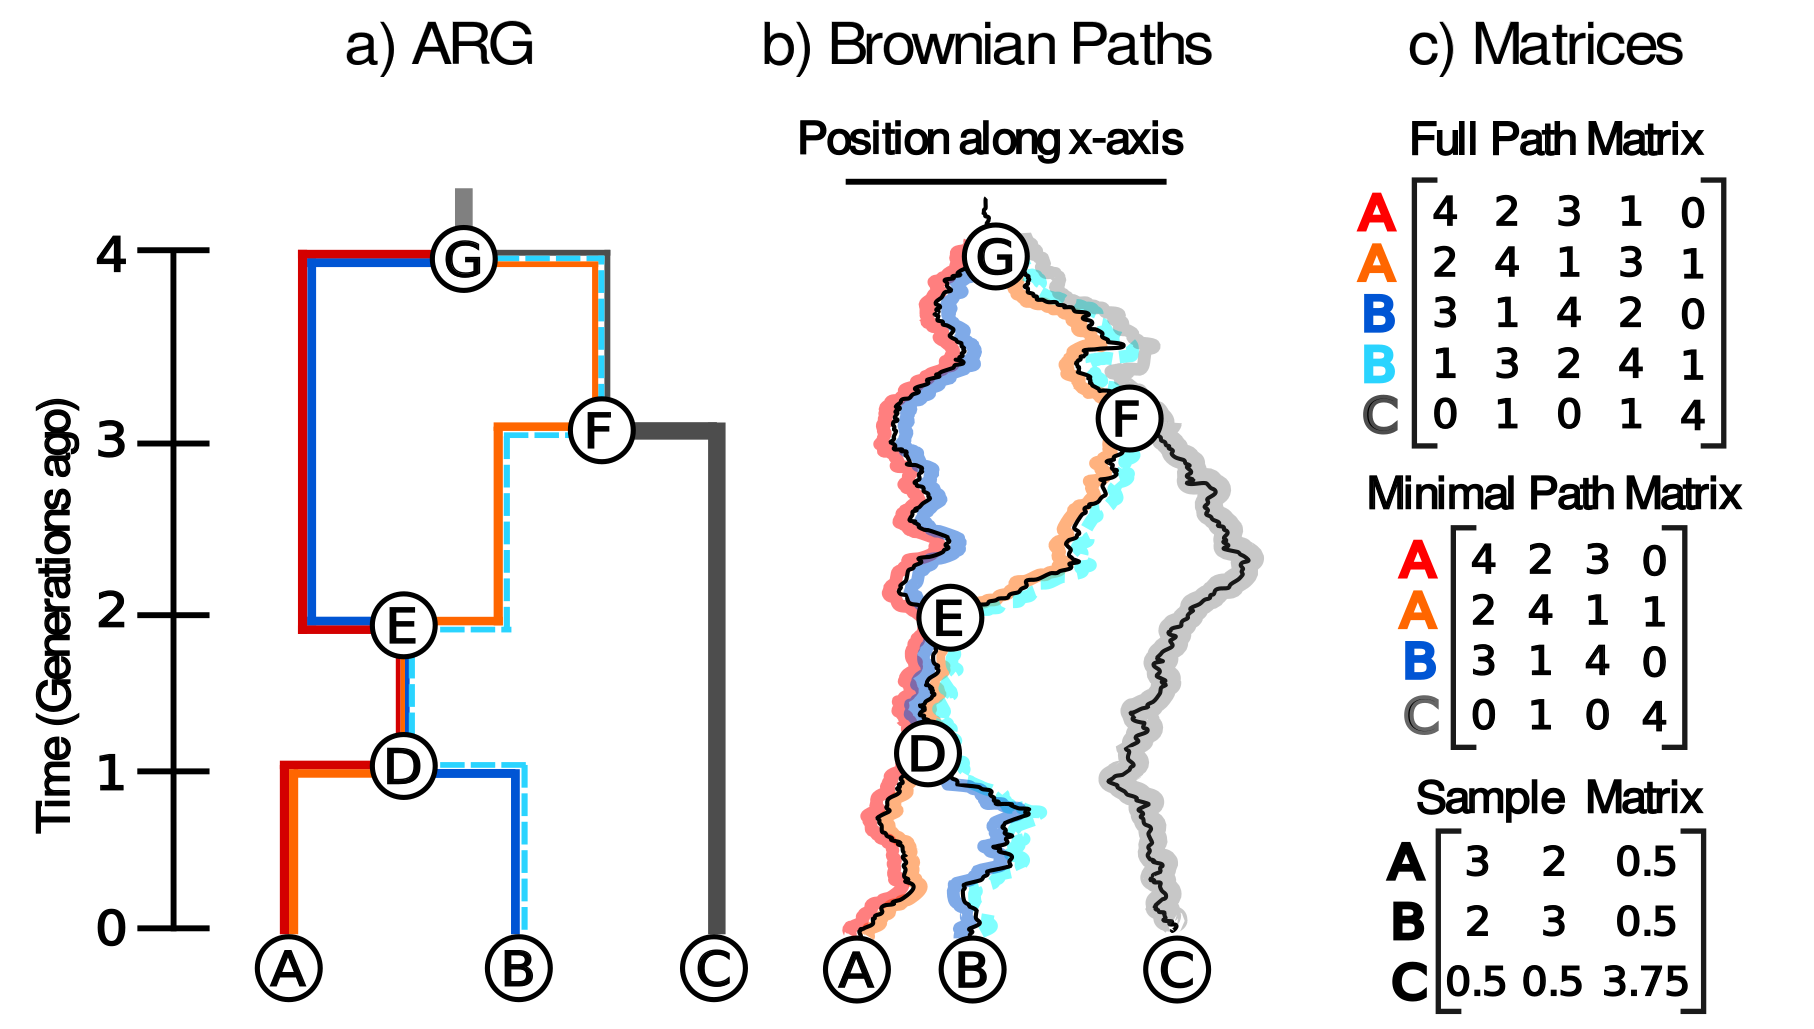 a) ARG
b) Brownian Paths
c) Matrices
Time (Generations ago)
4
3
2
1
0
G
F
E
D
A
B
C
Position along x-axis
G
F
E
D
A
B
C
Full Path Matrix
A 4 2 3 1 0
A 2 4 1 3 1
B 3 1 4 2 0
B 1 3 2 4 1
C 0 1 0 1 4
Minimal Path Matrix
A 4 2 3 0
A 2 4 1 1
B 3 1 4 0
C 0 1 0 4
Sample Matrix
A 3 2 0.5
B 2 3 0.5
C 0.5 0.5 3.75